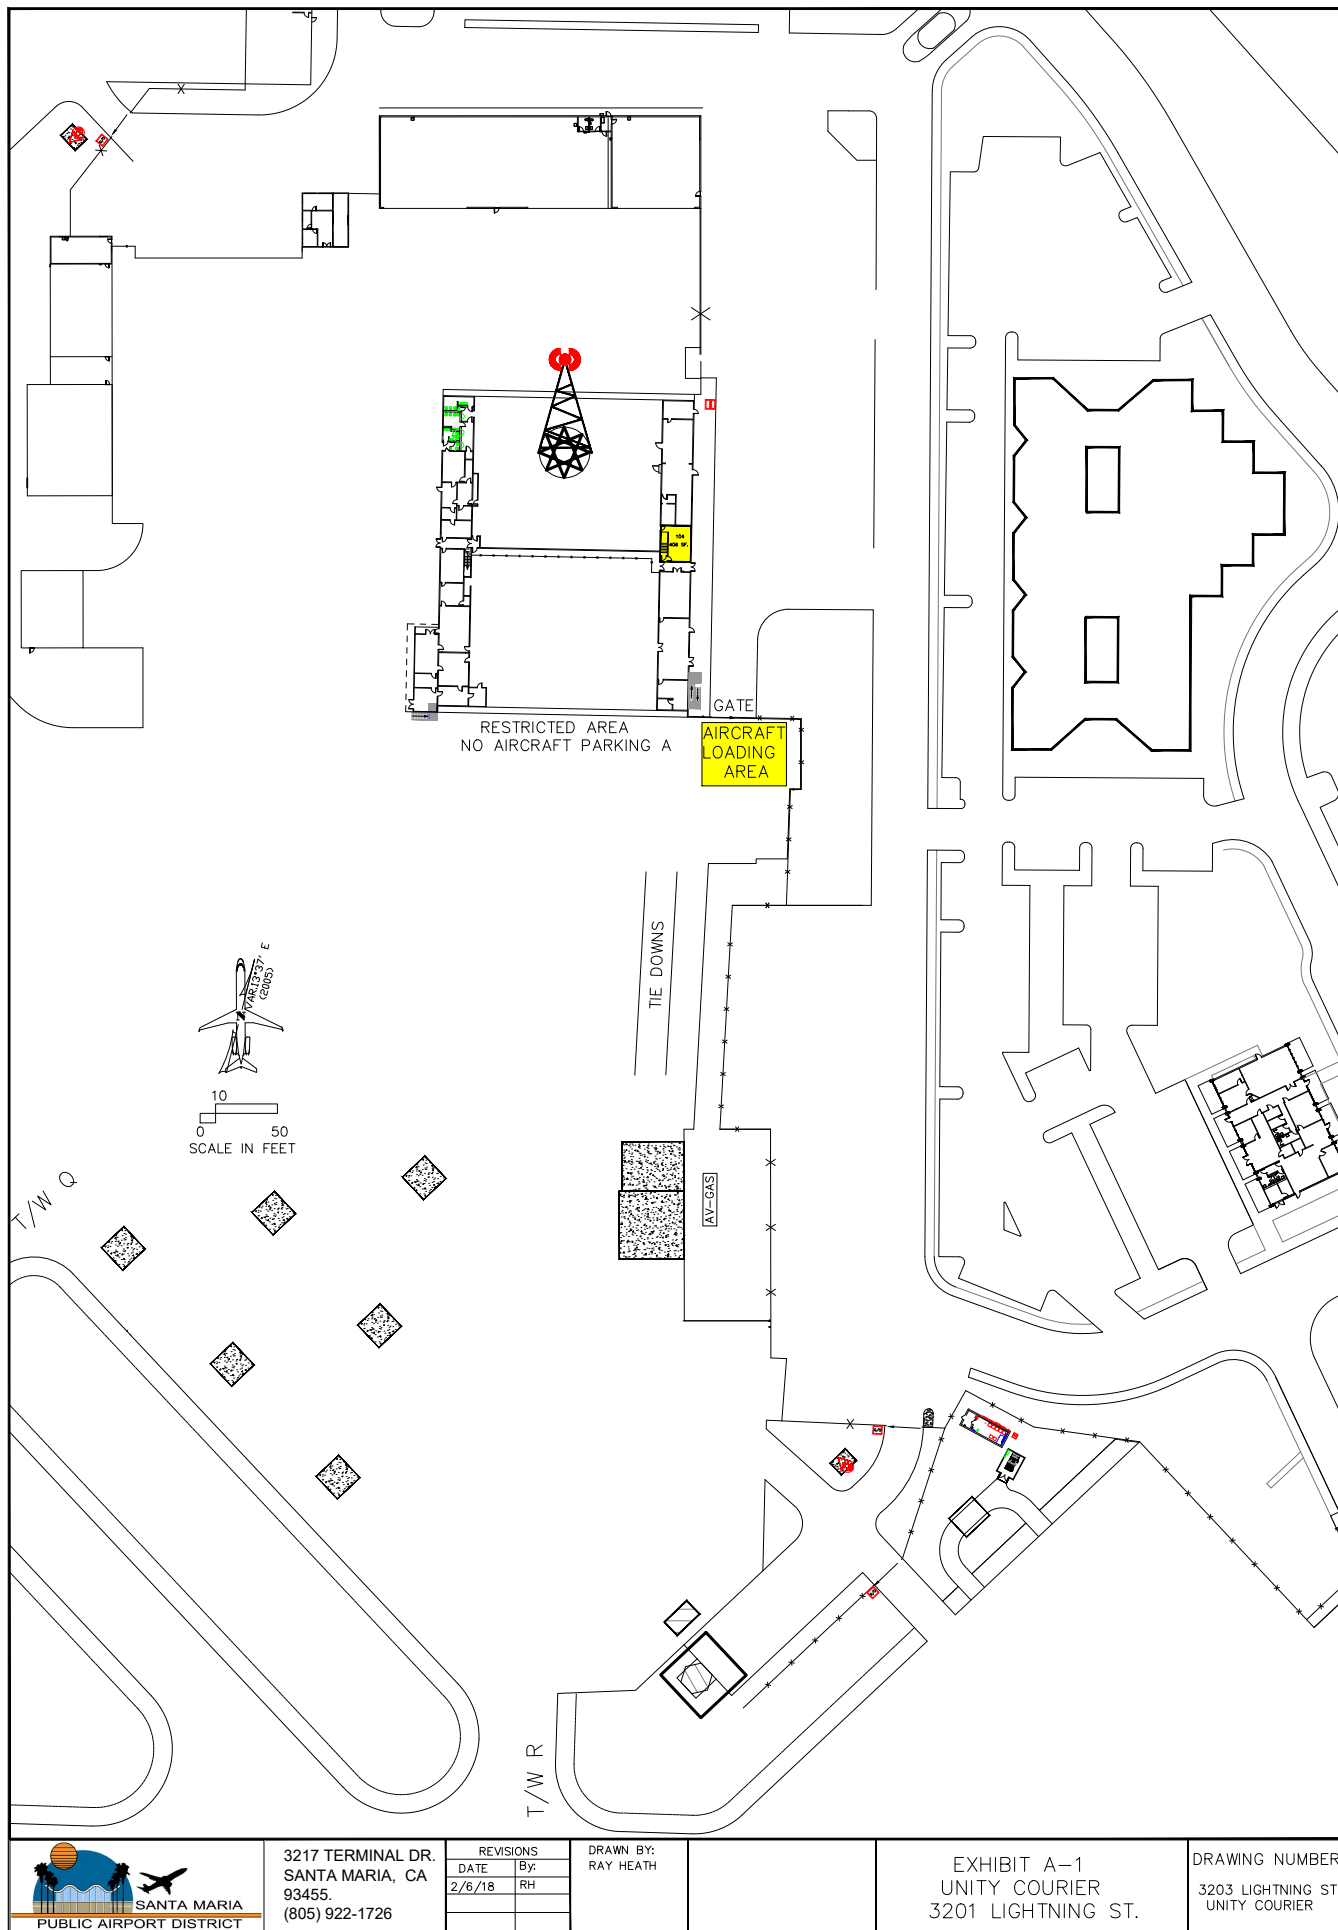 104
406 SF.
GATE
RESTRICTED AREA
NO AIRCRAFT PARKING A
AIRCRAFT
LOADING
AREA
TIE DOWNS
VAR.13°37' E
(2005)
N
10
0 50
SCALE IN FEET
T/W Q
AV-GAS
T/W R
SANTA MARIA
PUBLIC AIRPORT DISTRICT
3217 TERMINAL DR.
SANTA MARIA, CA
93455.
(805) 922-1726
REVISIONS
DATE By:
2/6/18 RH
DRAWN BY:
RAY HEATH
EXHIBIT A-1
UNITY COURIER
3201 LIGHTNING ST.
DRAWING NUMBER
3203 LIGHTNING ST
UNITY COURIER